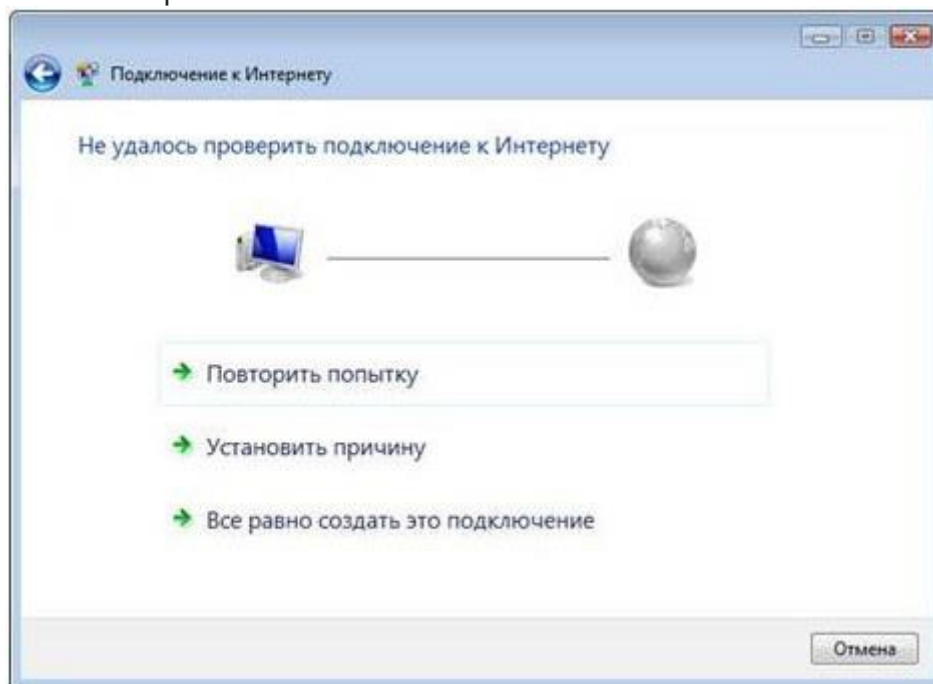 Подключение к Интернету
Не удалось проверить подключение к Интернету
Повторить попытку
Установить причину
Все равно создать это подключение
Отмена